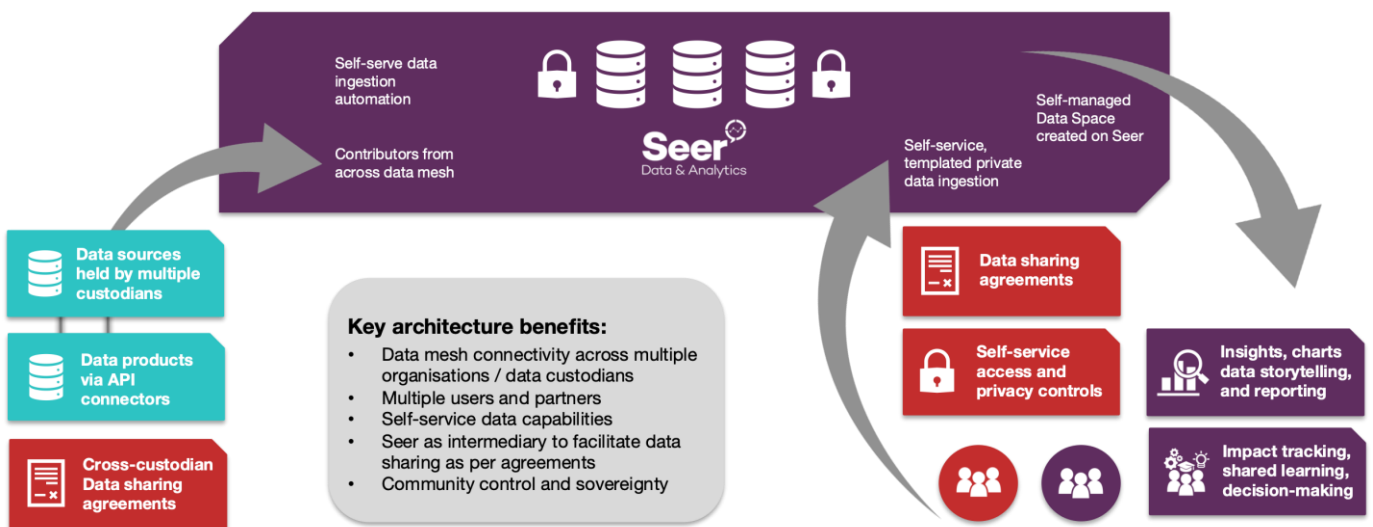 Self-serve data
ingestion
automation
Contributors from
across data mesh
Seer
Data & Analytics
Self-service,
templated private
data ingestion
Self-managed
Data Space
created on Seer
Data sources
held by multiple
custodians
Data products
via API
connectors
Cross-custodian
Data sharing
agreements
Key architecture benefits:
• Data mesh connectivity across multiple
organisations / data custodians
• Multiple users and partners
• Self-service data capabilities
• Seer as intermediary to facilitate data
sharing as per agreements
• Community control and sovereignty
Data sharing
agreements
Self-service
access and
privacy controls
Insights, charts
data storytelling,
and reporting
Impact tracking,
shared learning,
decision-making